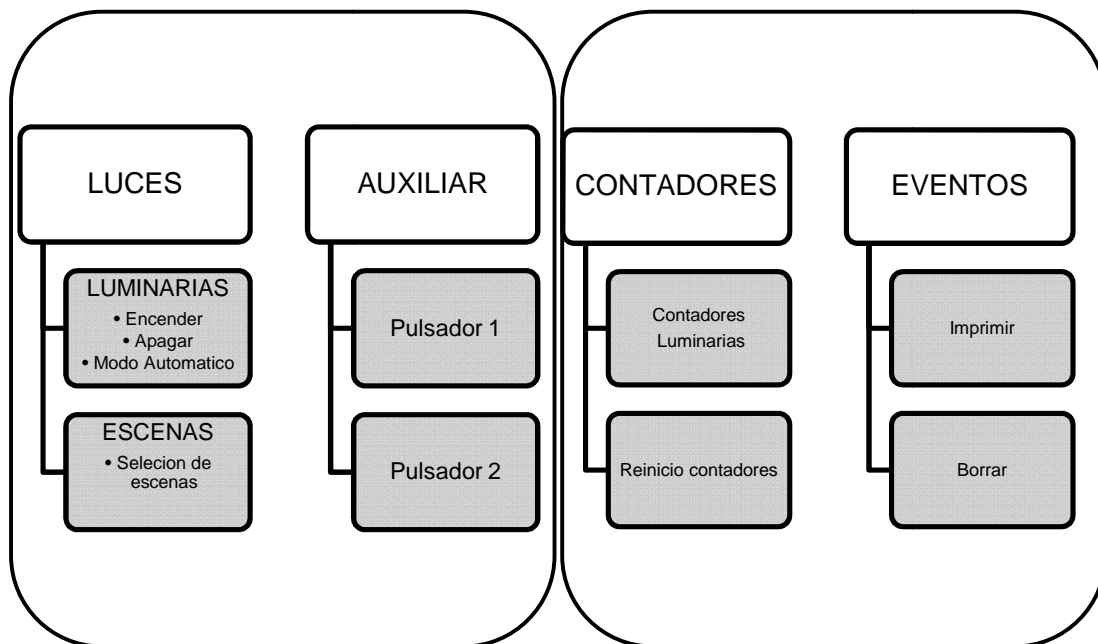 LUCES
LUMINARIAS
• Encender
• Apagar
• Modo Automatico
ESCENAS
• Selecion de
escenas
AUXILIAR
Pulsador 1
Pulsador 2
CONTADORES
Contadores
Luminarias
Reinicio contadores
EVENTOS
Imprimir
Borrar